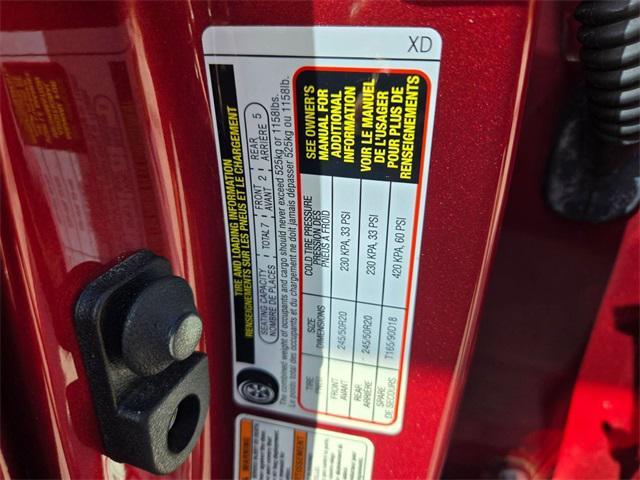 XD
TIRE AND LOADING INFORMATION
RENSEIGNEMENTS SUR LES PNEUS ET LE CHARGEMENT
SEATING CAPACITY | TOTAL 7 | FRONT 2 | REAR 5
NOMBRE DE PLACES | AVANT | ARRIÈRE
The combined weight of occupants and cargo should never exceed 525kg or 1158lbs.
Le poids total des occupants et du chargement ne doit jamais dépasser 525kg ou 1158lb.
TIRE SIZE COLD TIRE PRESSURE
PNEU DIMENSIONS PRESSION DES PNEUS À FROID
FRONT AVANT 245/50R20 230 KPA, 33 PSI
REAR ARRIÈRE 245/50R20 230 KPA, 33 PSI
SPARE DE SECOURS T165/90D18 420 KPA, 60 PSI
SEE OWNER'S
MANUAL FOR
ADDITIONAL
INFORMATION
VOIR LE MANUEL
DE L'USAGER
POUR PLUS DE
RENSEIGNEMENTS
WARNING
AVERTISSEMENT